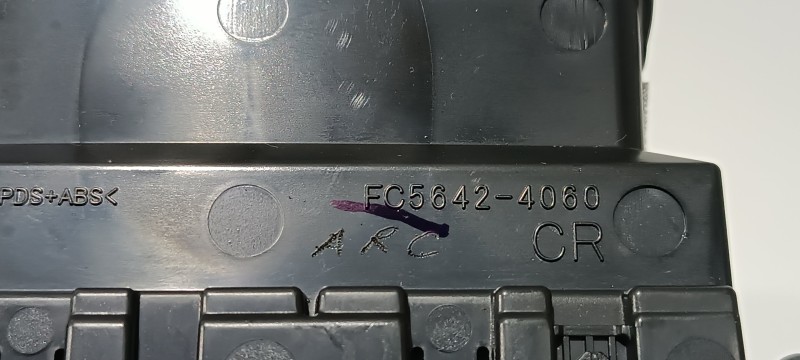 PDS+ABS<
FC5642-4060
CR
ARC